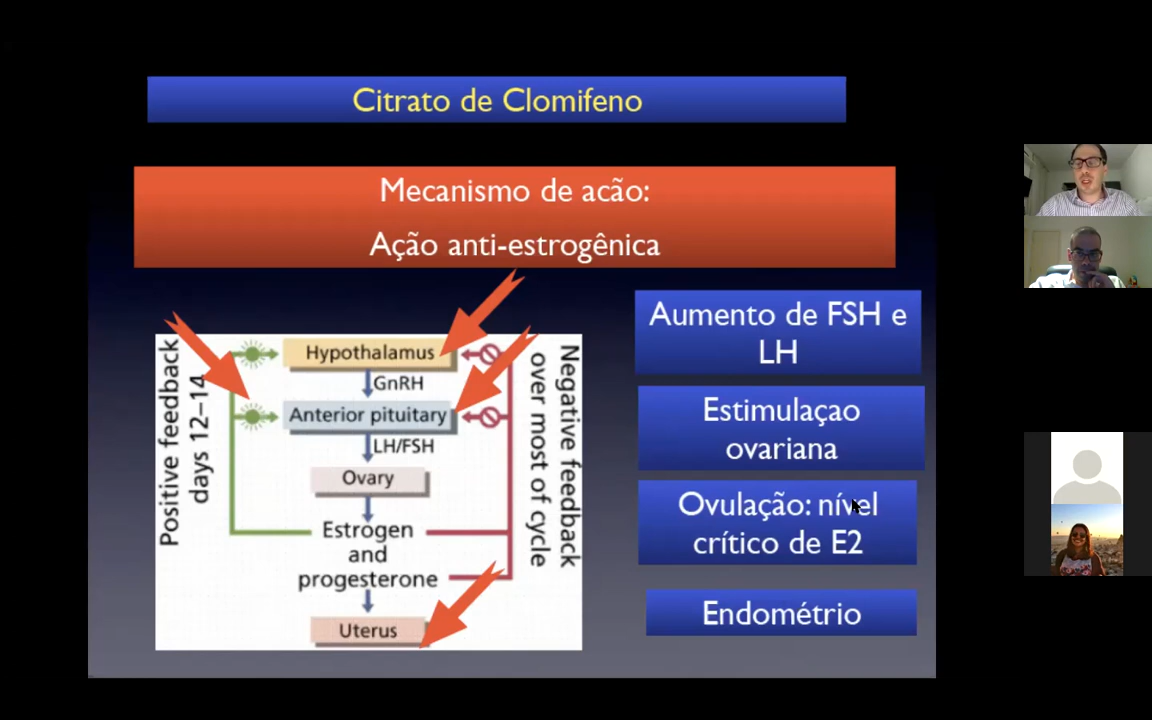 Citrato de Clomifeno
Mecanismo de acão:
Ação anti-estrogênica
Positive feedback
days 12–14
Hypothalamus
GnRH
Anterior pituitary
LH/FSH
Ovary
Estrogen
and
progesterone
Uterus
Negative feedback
over most of cycle
Aumento de FSH e
LH
Estimulaçao
ovariana
Ovulação: nível
crítico de E2
Endométrio